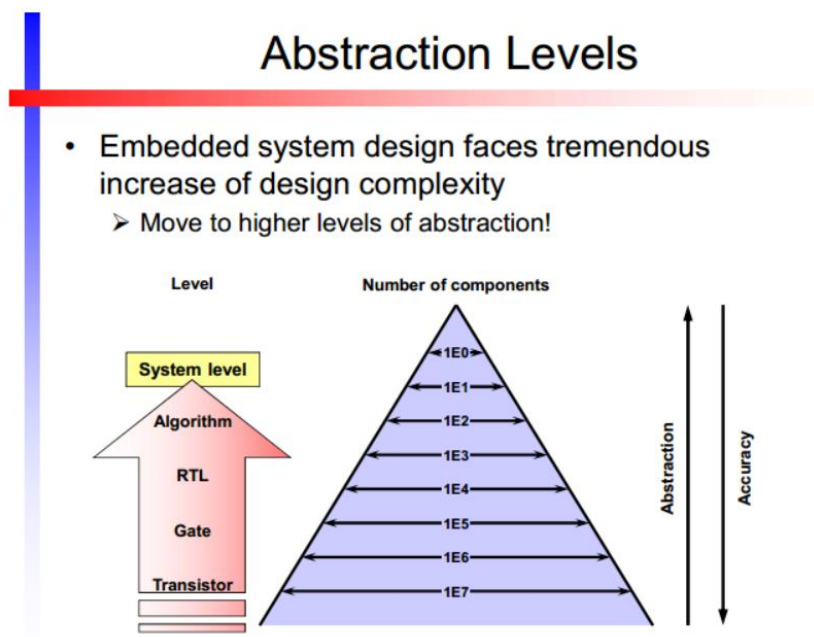 Abstraction Levels
• Embedded system design faces tremendous
increase of design complexity
➢ Move to higher levels of abstraction!
Level
Number of components
System level
Algorithm
RTL
Gate
Transistor
1E0
1E1
1E2
1E3
1E4
1E5
1E6
1E7
Abstraction
Accuracy